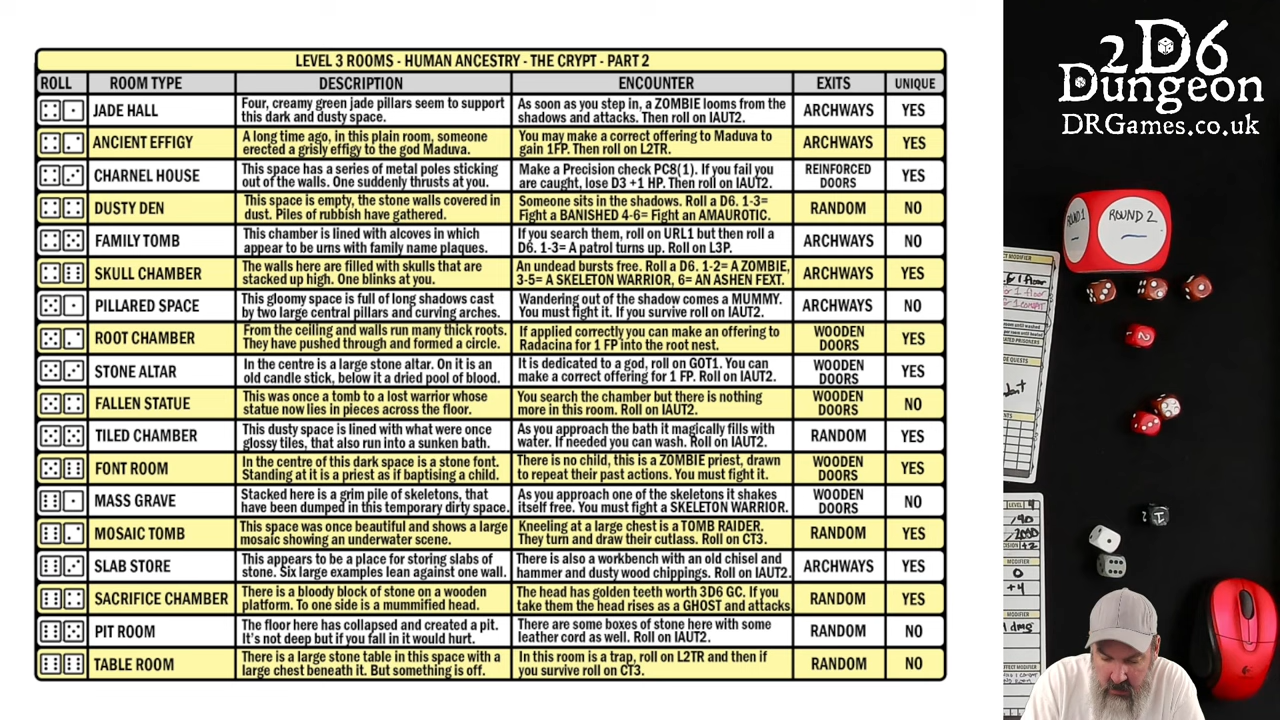 LEVEL 3 ROOMS - HUMAN ANCESTRY - THE CRYPT - PART 2
ROLL ROOM TYPE DESCRIPTION ENCOUNTER EXITS UNIQUE
JADE HALL
Four, creamy green jade pillars seem to support
this dark and dusty space.
As soon as you step in, a ZOMBIE looms from the
shadows and attacks. Then roll on IAUT2.
ARCHWAYS
YES
ANCIENT EFFIGY
A long time ago, in this plain room, someone
erected a grisly effigy to the god Maduva.
You may make a correct offering to Maduva to
gain 1FP. Then roll on L2TR.
ARCHWAYS
YES
CHARNEL HOUSE
This space has a series of metal poles sticking
out of the walls. One suddenly thrusts at you.
Make a Precision check PC8(1). If you fail you
are caught, lose D3 +1 HP. Then roll on IAUT2.
REINFORCED
DOORS
YES
DUSTY DEN
This space is empty, the stone walls covered in
dust. Piles of rubbish have gathered.
Someone sits in the shadows. Roll a D6. 1-3=
Fight a BANISHED 4-6= Fight an AMAUROTIC.
RANDOM
NO
FAMILY TOMB
This chamber is lined with alcoves in which
appear to be urns with family name plaques.
If you search them, roll on URL1 but then roll a
D6. 1-3= A patrol turns up. Roll on L3P.
ARCHWAYS
NO
SKULL CHAMBER
The walls here are filled with skulls that are
stacked up high. One blinks at you.
An undead bursts free. Roll a D6. 1-2= A ZOMBIE,
3-5= A SKELETON WARRIOR, 6= AN ASHEN FEXT.
ARCHWAYS
YES
PILLARED SPACE
This gloomy space is full of long shadows cast
by two large central pillars and curving arches.
Wandering out of the shadow comes a MUMMY.
You must fight it. If you survive roll on IAUT2.
ARCHWAYS
NO
ROOT CHAMBER
From the ceiling and walls run many thick roots.
They have pushed through and formed a circle.
If applied correctly you can make an offering to
Radacina for 1 FP into the root nest.
WOODEN
DOORS
YES
STONE ALTAR
In the centre is a large stone altar. On it is an
old candle stick, below it a dried pool of blood.
It is dedicated to a god, roll on GOT1. You can
make a correct offering for 1 FP. Roll on IAUT2.
WOODEN
DOORS
YES
FALLEN STATUE
This was once a tomb to a lost warrior whose
statue now lies in pieces across the floor.
You search the chamber but there is nothing
more in this room. Roll on IAUT2.
WOODEN
DOORS
NO
TILED CHAMBER
This dusty space is lined with what were once
glossy tiles, that also run into a sunken bath.
As you approach the bath it magically fills with
water. If needed you can wash. Roll on IAUT2.
RANDOM
YES
FONT ROOM
In the centre of this dark space is a stone font.
Standing at it is a priest as if baptising a child.
There is no child, this is a ZOMBIE priest, drawn
to repeat their past actions. You must fight it.
WOODEN
DOORS
YES
MASS GRAVE
Stacked here is a grim pile of skeletons, that
have been dumped in this temporary dirty space.
As you approach one of the skeletons it shakes
itself free. You must fight a SKELETON WARRIOR.
WOODEN
DOORS
NO
MOSAIC TOMB
This space was once beautiful and shows a large
mosaic showing an underwater scene.
Kneeling at a large chest is a TOMB RAIDER.
They turn and draw their cutlass. Roll on CT3.
RANDOM
YES
SLAB STORE
This appears to be a place for storing slabs of
stone. Six large examples lean against one wall.
There is also a workbench with an old chisel and
hammer and dusty wood chippings. Roll on IAUT2.
ARCHWAYS
YES
SACRIFICE CHAMBER
There is a bloody block of stone on a wooden
platform. To one side is a mummified head.
The head has golden teeth worth 3D6 GC. If you
take them the head rises as a GHOST and attacks
RANDOM
YES
PIT ROOM
The floor here has collapsed and created a pit.
It's not deep but if you fall in it would hurt.
There are some boxes of stone here with some
leather cord as well. Roll on IAUT2.
RANDOM
NO
TABLE ROOM
There is a large stone table in this space with a
large chest beneath it. But something is off.
In this room is a trap, roll on L2TR and then if
you survive roll on CT3.
RANDOM
NO
2D6
Dungeon
DRGames.co.uk
ROUND 1
ROUND 2